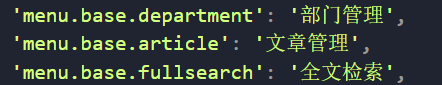 'menu.base.department': '部门管理',
'menu.base.article': '文章管理',
'menu.base.fullsearch': '全文检索',